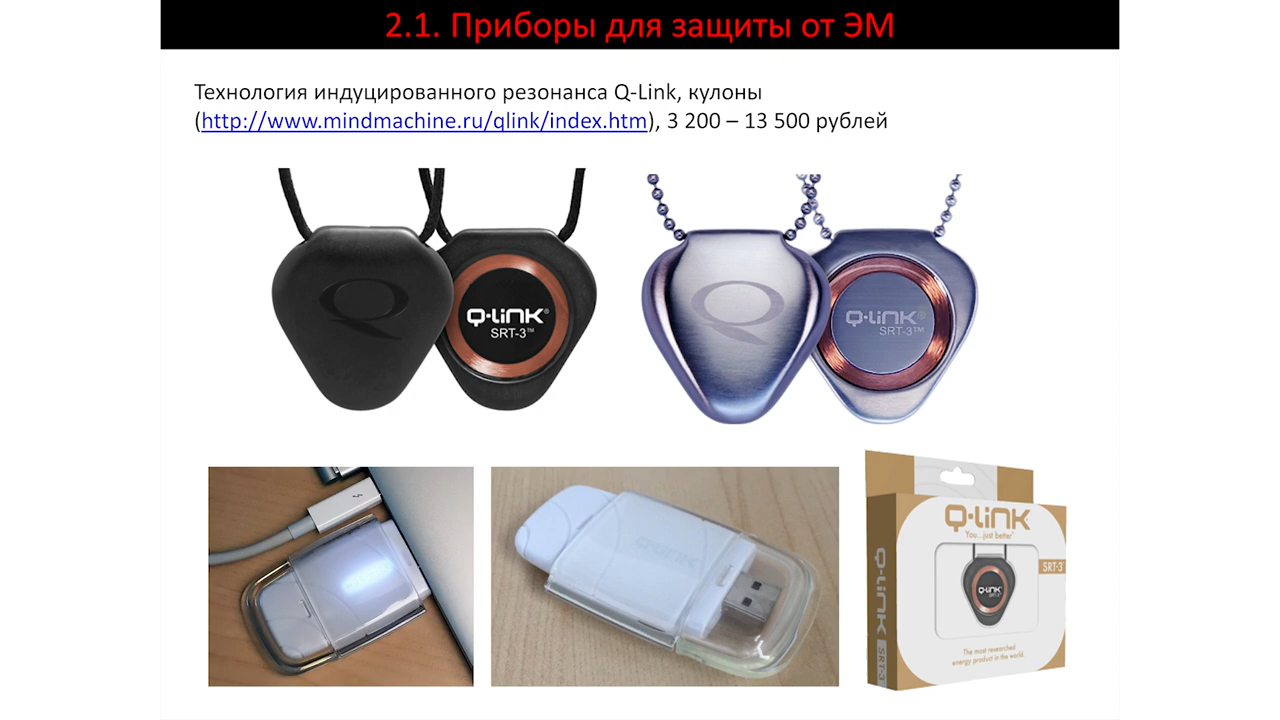 2.1. Приборы для защиты от ЭМ
Технология индуцированного резонанса Q-Link, кулоны
(http://www.mindmachine.ru/qlink/index.htm), 3 200 – 13 500 рублей
Q
Q-LiNK®
SRT-3™
Q
Q-LiNK®
SRT-3™
Q-LiNK
Q-LiNK
You...just better®
SRT-3
Q-LiNK
Q-LiNK SRT-3
The most researched
energy product in the world.